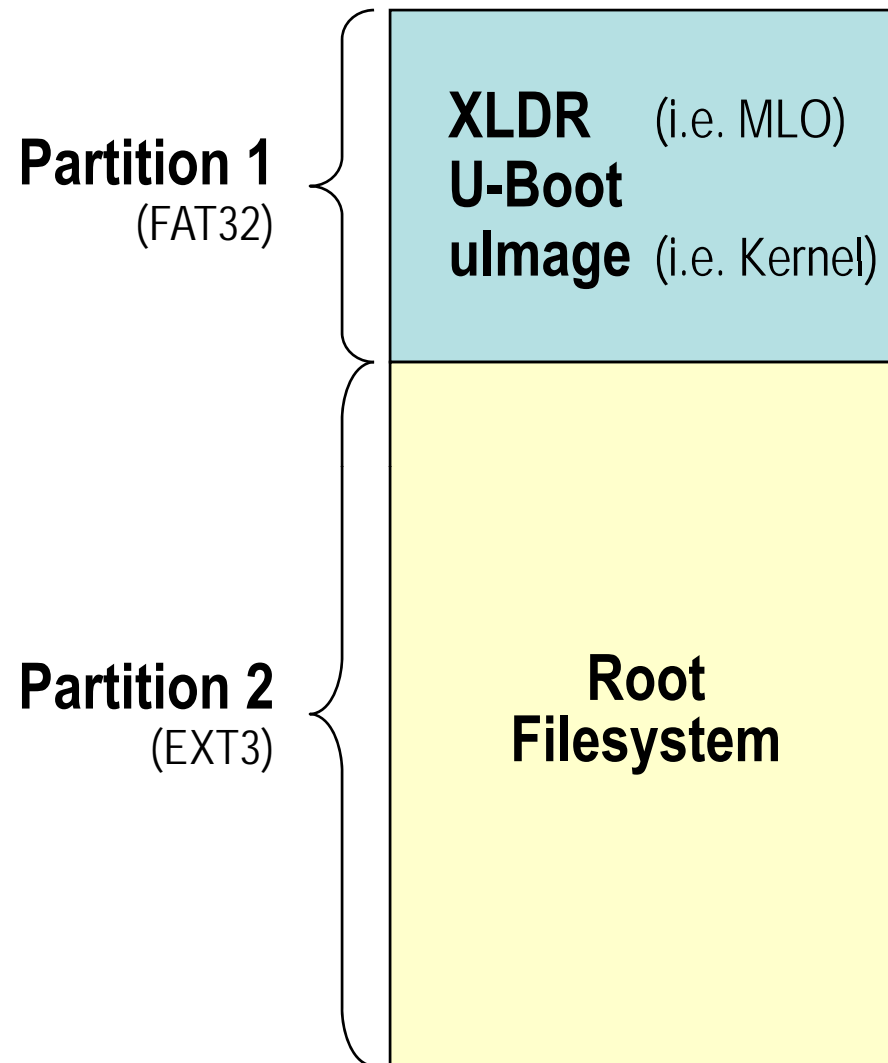 Partition 1
(FAT32)
XLDR (i.e. MLO)
U-Boot
uImage (i.e. Kernel)
Partition 2
(EXT3)
Root
Filesystem